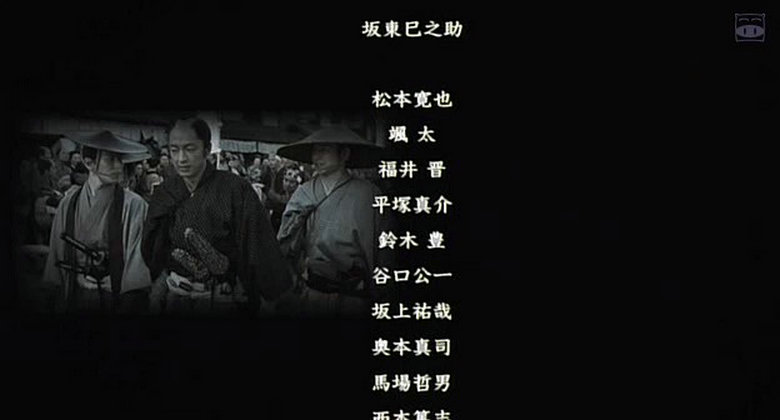 坂東巳之助
松本寛也
颯 太
福井 晋
平塚真介
鈴木 豊
谷口公一
坂上祐哉
奥本真司
馬場哲男